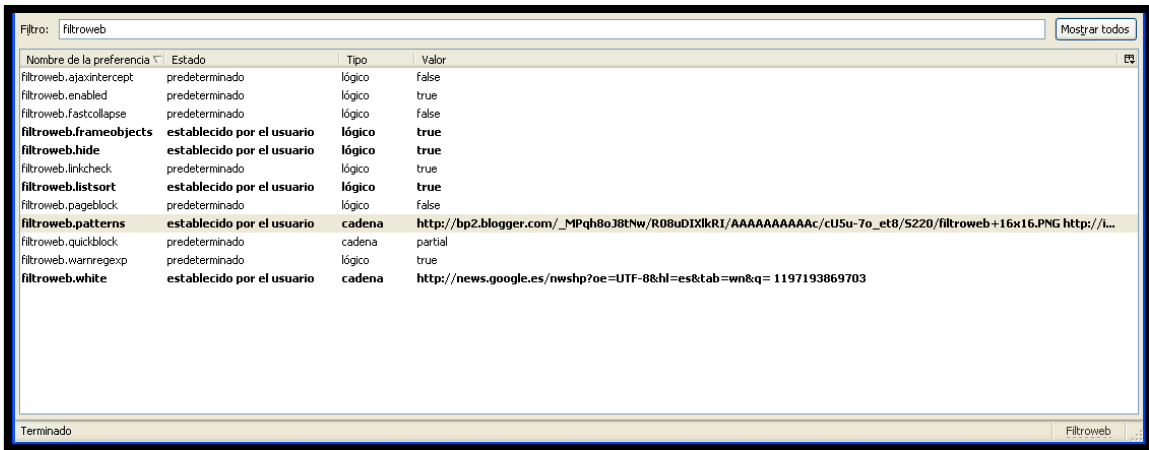 Filtro: filtroweb Mostrar todos
Nombre de la preferencia Estado Tipo Valor
filtroweb.ajaxintercept predeterminado lógico false
filtroweb.enabled predeterminado lógico true
filtroweb.fastcollapse predeterminado lógico false
filtroweb.frameobjects establecido por el usuario lógico true
filtroweb.hide establecido por el usuario lógico true
filtroweb.linkcheck predeterminado lógico true
filtroweb.listsort establecido por el usuario lógico true
filtroweb.pageblock predeterminado lógico false
filtroweb.patterns establecido por el usuario cadena http://bp2.blogger.com/_MPqh8oJ8tNw/R08uDIXlkRI/AAAAAAAAAAc/cU5u-7o_et8/S220/filtroweb+16x16.PNG http://i...
filtroweb.quickblock predeterminado cadena partial
filtroweb.warnregexp predeterminado lógico true
filtroweb.white establecido por el usuario cadena http://news.google.es/nwshp?oe=UTF-8&hl=es&tab=wn&q= 1197193869703
Terminado Filtroweb